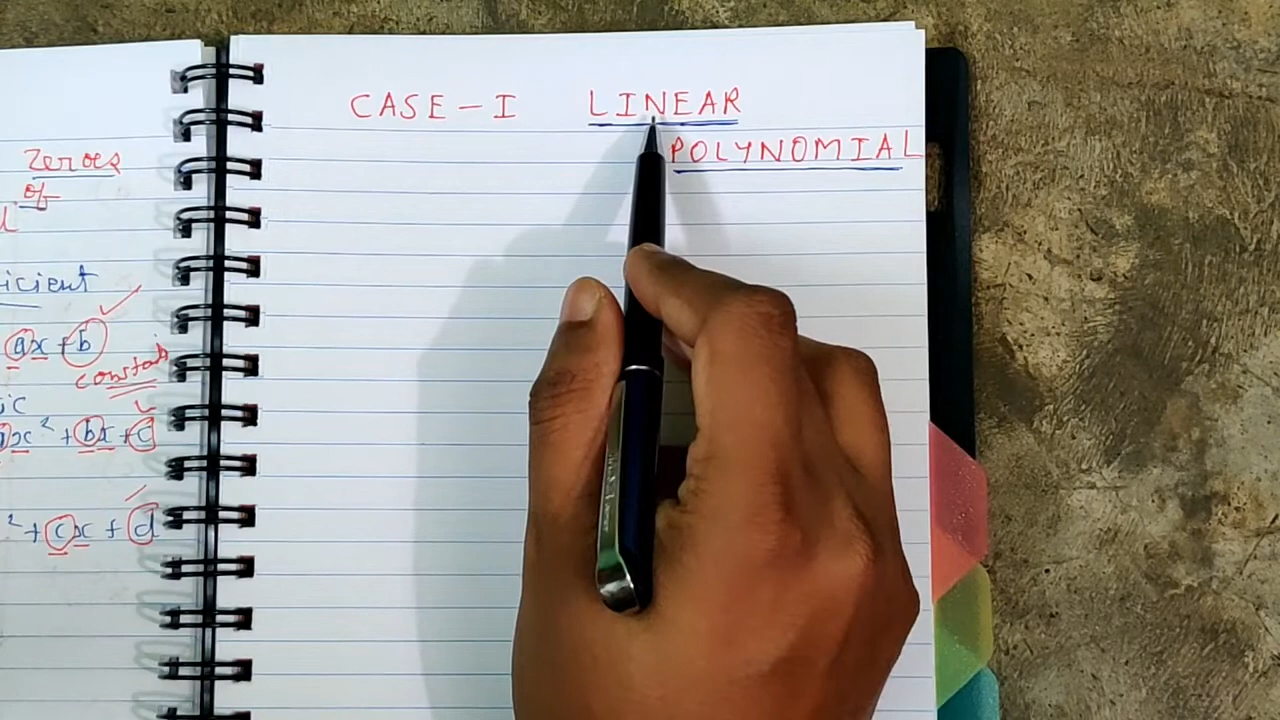 Zeroes
of
icient
ax + b
constant
ic
ax² + bx + c
² + cx + d
CASE - I LINEAR
POLYNOMIAL